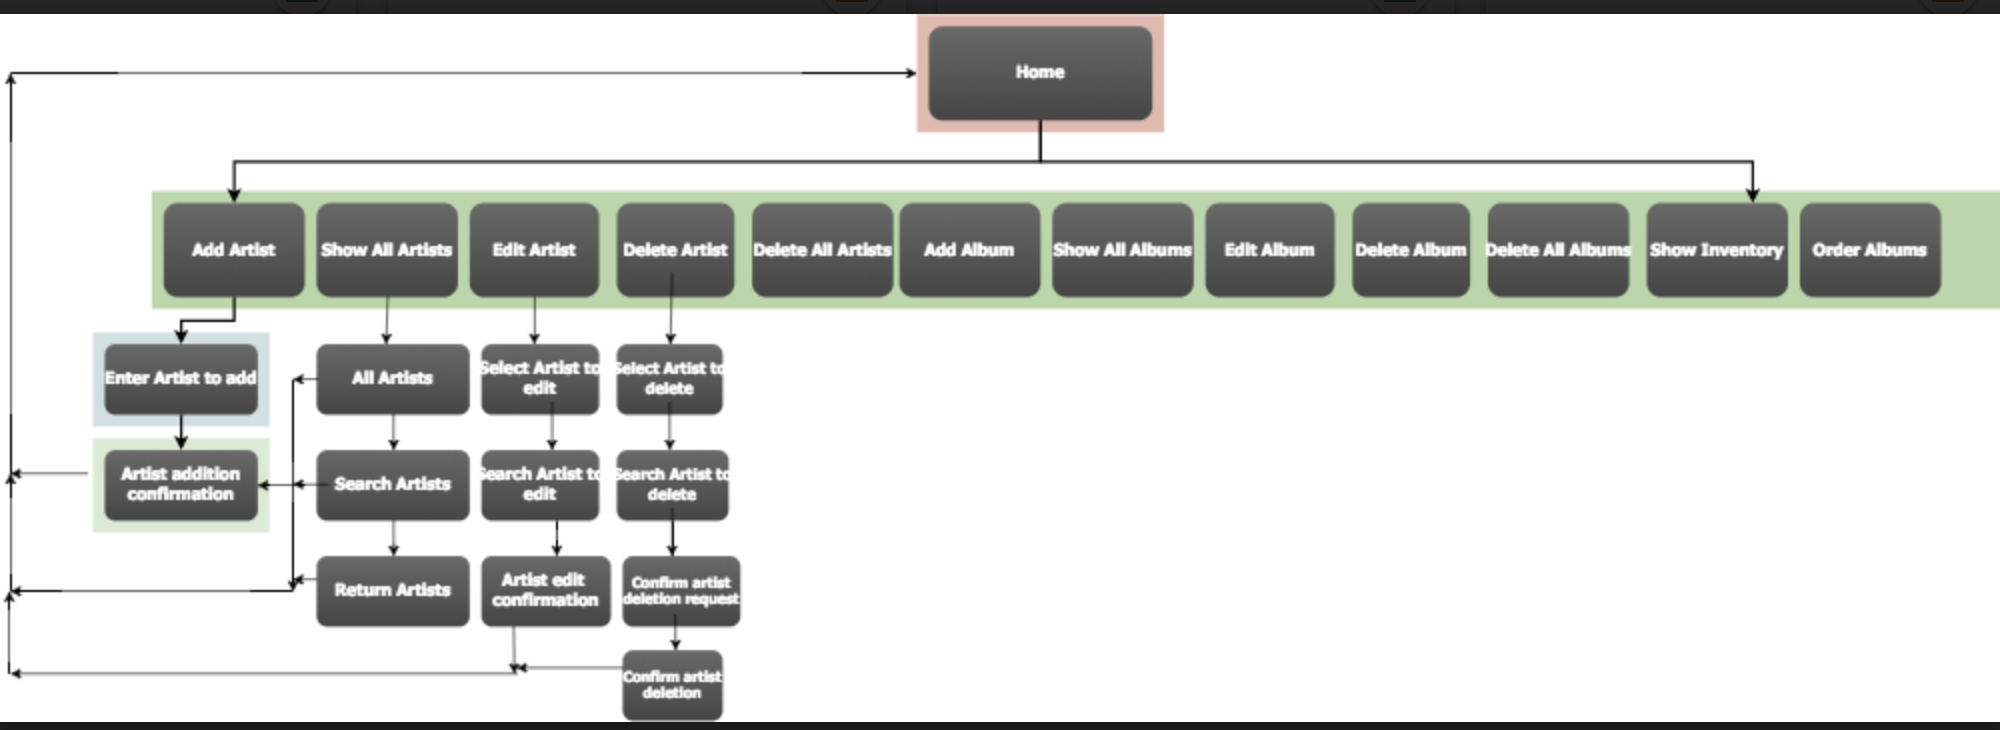 Home
Add Artist
Show All Artists
Edit Artist
Delete Artist
Delete All Artists
Add Album
Show All Albums
Edit Album
Delete Album
Delete All Albums
Show Inventory
Order Albums
Enter Artist to add
All Artists
Select Artist to
edit
Select Artist to
delete
Artist addition
confirmation
Search Artists
Search Artist to
edit
Search Artist to
delete
Return Artists
Artist edit
confirmation
Confirm artist
deletion request
Confirm artist
deletion